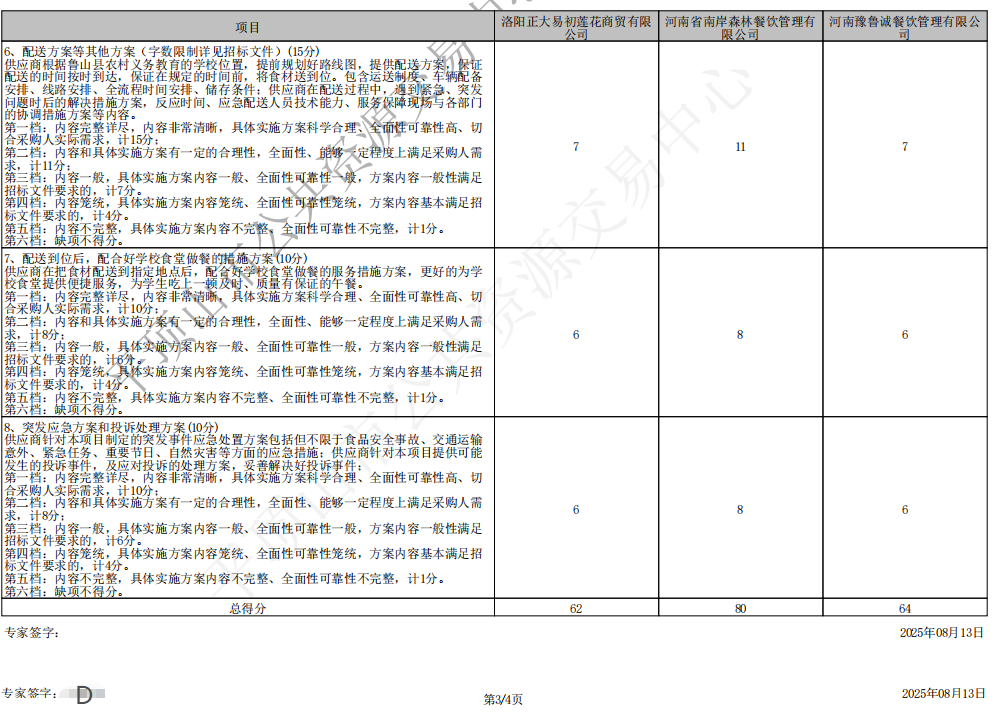 项目
洛阳正大易初莲花商贸有限
公司
河南省南岸森林餐饮管理有
限公司
河南豫鲁诚餐饮管理有限公
司
6、配送方案等其他方案（字数限制详见招标文件）(15分)
供应商根据鲁山县农村义务教育的学校位置，提前规划好路线图，提供配送方案，保证
配送的时间按时到达，保证在规定的时间前，将食材送到位。包含运送制度、车辆配备
安排、线路安排、全流程时间安排、储存条件；供应商在配送过程中，遇到紧急、突发
问题时后的解决措施方案，反应时间、应急配送人员技术能力、服务保障现场与各部门
的协调措施方案等内容。
第一档：内容完整详尽，内容非常清晰，具体实施方案科学合理、全面性可靠性高、切
合采购人实际需求，计15分；
第二档：内容和具体实施方案有一定的合理性，全面性、能够一定程度上满足采购人需
求，计11分；
第三档：内容一般，具体实施方案内容一般、全面性可靠性一般，方案内容一般性满足
招标文件要求的，计7分。
第四档：内容笼统，具体实施方案内容笼统、全面性可靠性笼统，方案内容基本满足招
标文件要求的，计4分。
第五档：内容不完整，具体实施方案内容不完整、全面性可靠性不完整，计1分。
第六档：缺项不得分。
7
11
7
7、配送到位后，配合好学校食堂做餐的措施方案(10分)
供应商在把食材配送到指定地点后，配合好学校食堂做餐的服务措施方案，更好的为学
校食堂提供便捷服务，为学生吃上一顿及时、质量有保证的午餐。
第一档：内容完整详尽，内容非常清晰，具体实施方案科学合理、全面性可靠性高、切
合采购人实际需求，计10分；
第二档：内容和具体实施方案有一定的合理性，全面性、能够一定程度上满足采购人需
求，计8分；
第三档：内容一般，具体实施方案内容一般、全面性可靠性一般，方案内容一般性满足
招标文件要求的，计6分。
第四档：内容笼统，具体实施方案内容笼统、全面性可靠性笼统，方案内容基本满足招
标文件要求的，计4分。
第五档：内容不完整，具体实施方案内容不完整、全面性可靠性不完整，计1分。
第六档：缺项不得分。
6
8
6
8、突发应急方案和投诉处理方案(10分)
供应商针对本项目制定的突发事件应急处置方案包括但不限于食品安全事故、交通运输
意外、紧急任务、重要节日、自然灾害等方面的应急措施；供应商针对本项目提供可能
发生的投诉事件，及应对投诉的处理方案，妥善解决好投诉事件；
第一档：内容完整详尽，内容非常清晰，具体实施方案科学合理、全面性可靠性高、切
合采购人实际需求，计10分；
第二档：内容和具体实施方案有一定的合理性，全面性、能够一定程度上满足采购人需
求，计8分；
第三档：内容一般，具体实施方案内容一般、全面性可靠性一般，方案内容一般性满足
招标文件要求的，计6分。
第四档：内容笼统，具体实施方案内容笼统、全面性可靠性笼统，方案内容基本满足招
标文件要求的，计4分。
第五档：内容不完整，具体实施方案内容不完整、全面性可靠性不完整，计1分。
第六档：缺项不得分。
6
8
6
总得分
62
80
64
专家签字：
2025年08月13日
专家签字：
D
第3/4页
2025年08月13日
平顶山市公共资源交易中心
平顶山市公共资源交易中心